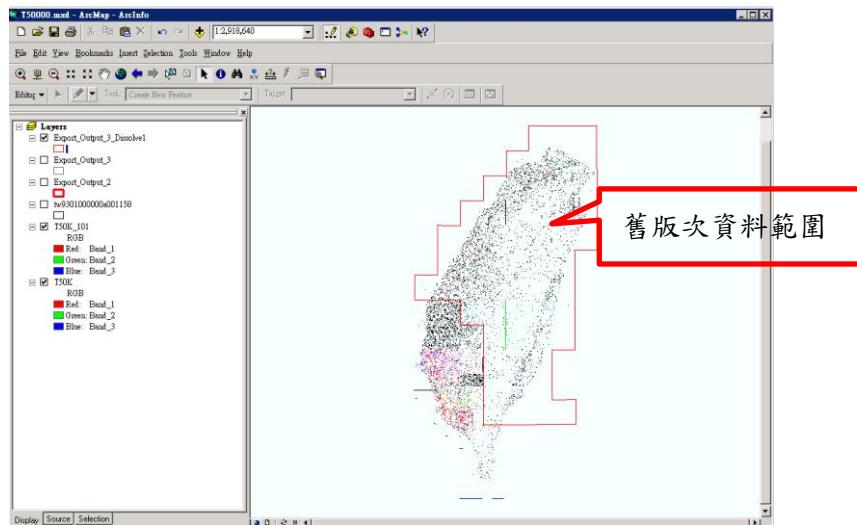 T50000.mxd - ArcMap - ArcInfo
1:2,918,640
File Edit View Bookmarks Insert Selection Tools Window Help
Editor Task: Create New Feature Target:
Layers
Export_Output_3_Dissolve1
Export_Output_3
Export_Output_2
tw9301000000a001158
T50K_101
RGB
Red: Band_1
Green: Band_2
Blue: Band_3
T50K
RGB
Red: Band_1
Green: Band_2
Blue: Band_3
舊版次資料範圍
Display Source Selection